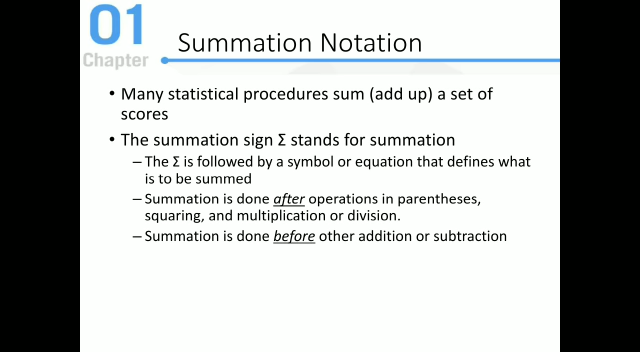 01
Chapter
Summation Notation
• Many statistical procedures sum (add up) a set of
scores
• The summation sign Σ stands for summation
– The Σ is followed by a symbol or equation that defines what
is to be summed
– Summation is done after operations in parentheses,
squaring, and multiplication or division.
– Summation is done before other addition or subtraction